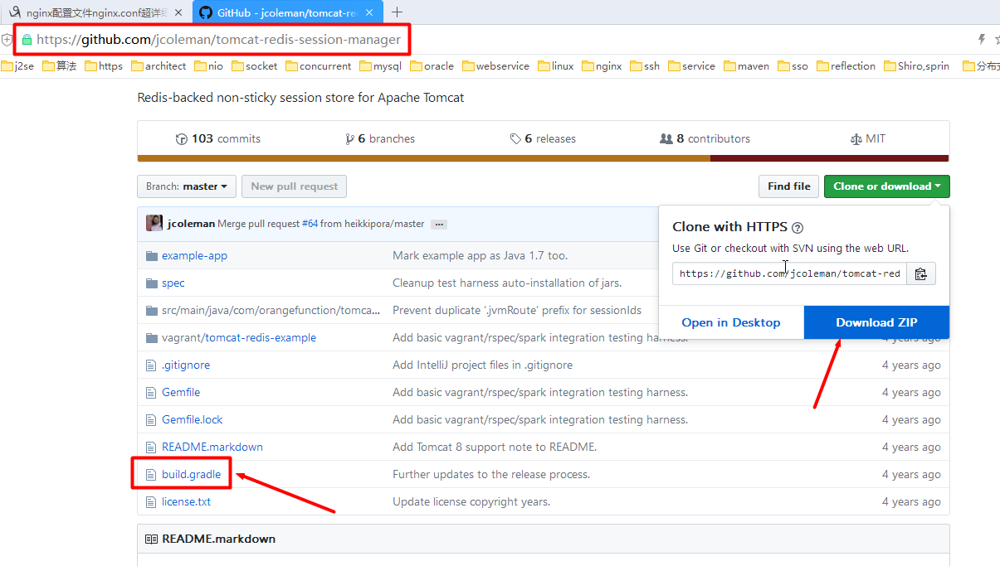 nginx配置文件nginx.conf超详细
GitHub - jcoleman/tomcat-re
https://github.com/jcoleman/tomcat-redis-session-manager
j2se 算法 https architect nio socket concurrent mysql oracle webservice linux nginx ssh service maven sso reflection Shiro,sprin 分布式
Redis-backed non-sticky session store for Apache Tomcat
103 commits 6 branches 6 releases 8 contributors MIT
Branch: master New pull request Find file Clone or download
jcoleman Merge pull request #64 from heikkipora/master ...
Clone with HTTPS ?
Use Git or checkout with SVN using the web URL.
https://github.com/jcoleman/tomcat-red
Open in Desktop Download ZIP
example-app Mark example app as Java 1.7 too.
spec Cleanup test harness auto-installation of jars.
src/main/java/com/orangefunction/tomca... Prevent duplicate '.jvmRoute' prefix for sessionIds
vagrant/tomcat-redis-example Add basic vagrant/rspec/spark integration testing harness. 4 years ago
.gitignore Add IntelliJ project files in .gitignore 4 years ago
Gemfile Add basic vagrant/rspec/spark integration testing harness. 4 years ago
Gemfile.lock Add basic vagrant/rspec/spark integration testing harness. 4 years ago
README.markdown Add Tomcat 8 support note to README. 4 years ago
build.gradle Further updates to the release process. 4 years ago
license.txt Update license copyright years. 4 years ago
README.markdown